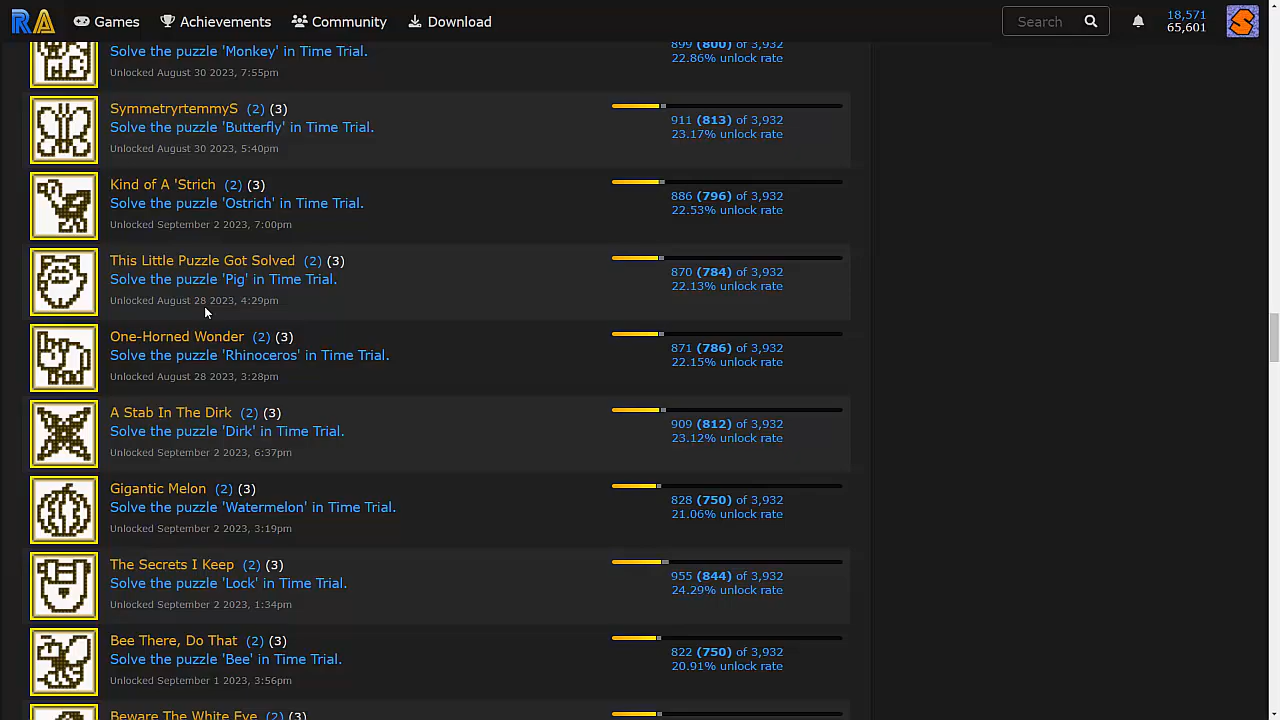 RA Games Achievements Community Download Search 18,571
65,601
Solve the puzzle 'Monkey' in Time Trial.
899 (800) of 3,932
22.86% unlock rate
Unlocked August 30 2023, 7:55pm
SymmetryrtemmyS (2) (3)
Solve the puzzle 'Butterfly' in Time Trial.
Unlocked August 30 2023, 5:40pm
911 (813) of 3,932
23.17% unlock rate
Kind of A 'Strich (2) (3)
Solve the puzzle 'Ostrich' in Time Trial.
Unlocked September 2 2023, 7:00pm
886 (796) of 3,932
22.53% unlock rate
This Little Puzzle Got Solved (2) (3)
Solve the puzzle 'Pig' in Time Trial.
Unlocked August 28 2023, 4:29pm
870 (784) of 3,932
22.13% unlock rate
One-Horned Wonder (2) (3)
Solve the puzzle 'Rhinoceros' in Time Trial.
Unlocked August 28 2023, 3:28pm
871 (786) of 3,932
22.15% unlock rate
A Stab In The Dirk (2) (3)
Solve the puzzle 'Dirk' in Time Trial.
Unlocked September 2 2023, 6:37pm
909 (812) of 3,932
23.12% unlock rate
Gigantic Melon (2) (3)
Solve the puzzle 'Watermelon' in Time Trial.
Unlocked September 2 2023, 3:19pm
828 (750) of 3,932
21.06% unlock rate
The Secrets I Keep (2) (3)
Solve the puzzle 'Lock' in Time Trial.
Unlocked September 2 2023, 1:34pm
955 (844) of 3,932
24.29% unlock rate
Bee There, Do That (2) (3)
Solve the puzzle 'Bee' in Time Trial.
Unlocked September 1 2023, 3:56pm
822 (750) of 3,932
20.91% unlock rate
Beware The White Eye (2) (3)